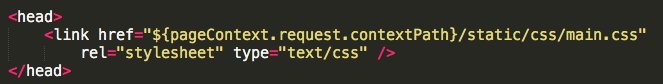 <head>
<link href="${pageContext.request.contextPath}/static/css/main.css"
rel="stylesheet" type="text/css" />
</head>